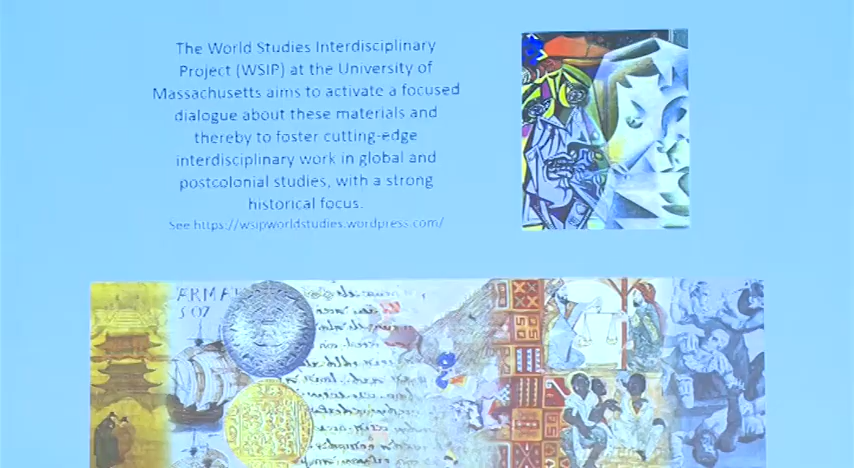 The World Studies Interdisciplinary
Project (WSIP) at the University of
Massachusetts aims to activate a focused
dialogue about these materials and
thereby to foster cutting-edge
interdisciplinary work in global and
postcolonial studies, with a strong
historical focus.
See https://wsipworldstudies.wordpress.com/